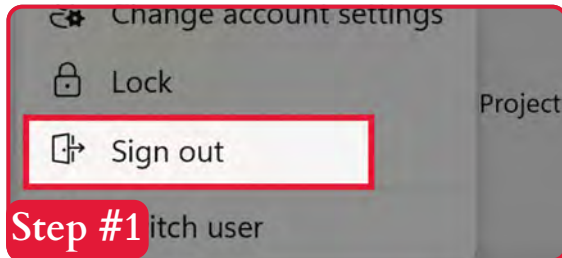 Change account settings
Lock
Project
Sign out
Step #1
itch user